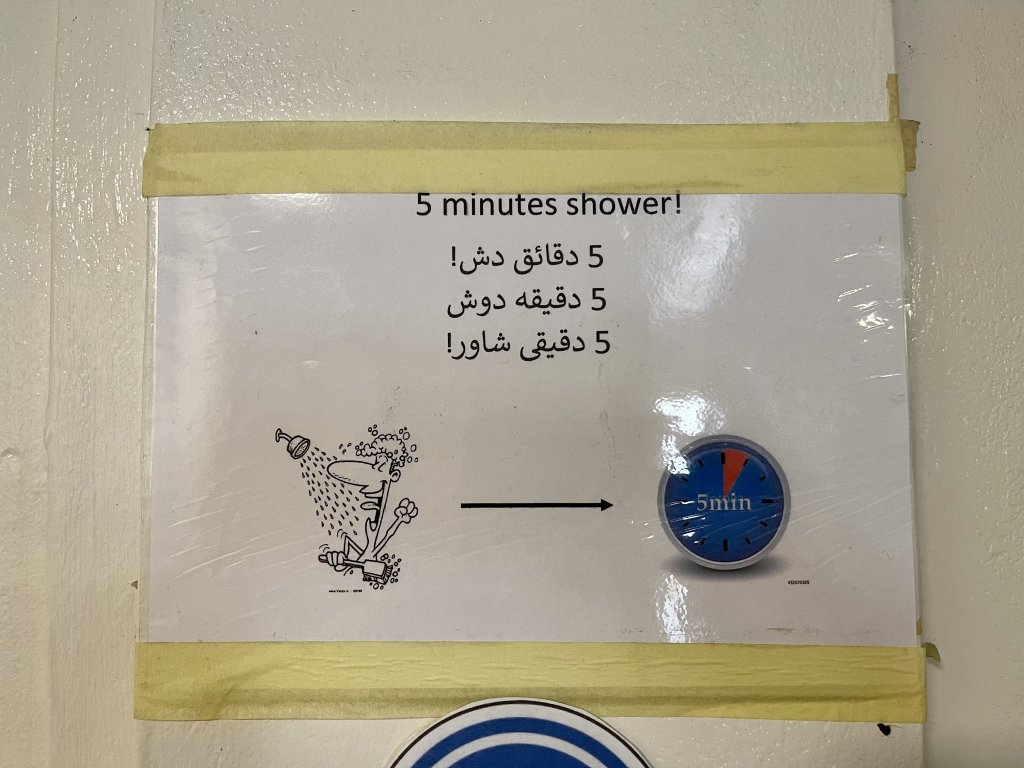 5 minutes shower!
5 دقائق دش!
5 دقیقه دوش
5 دقیقی شاور!
5min